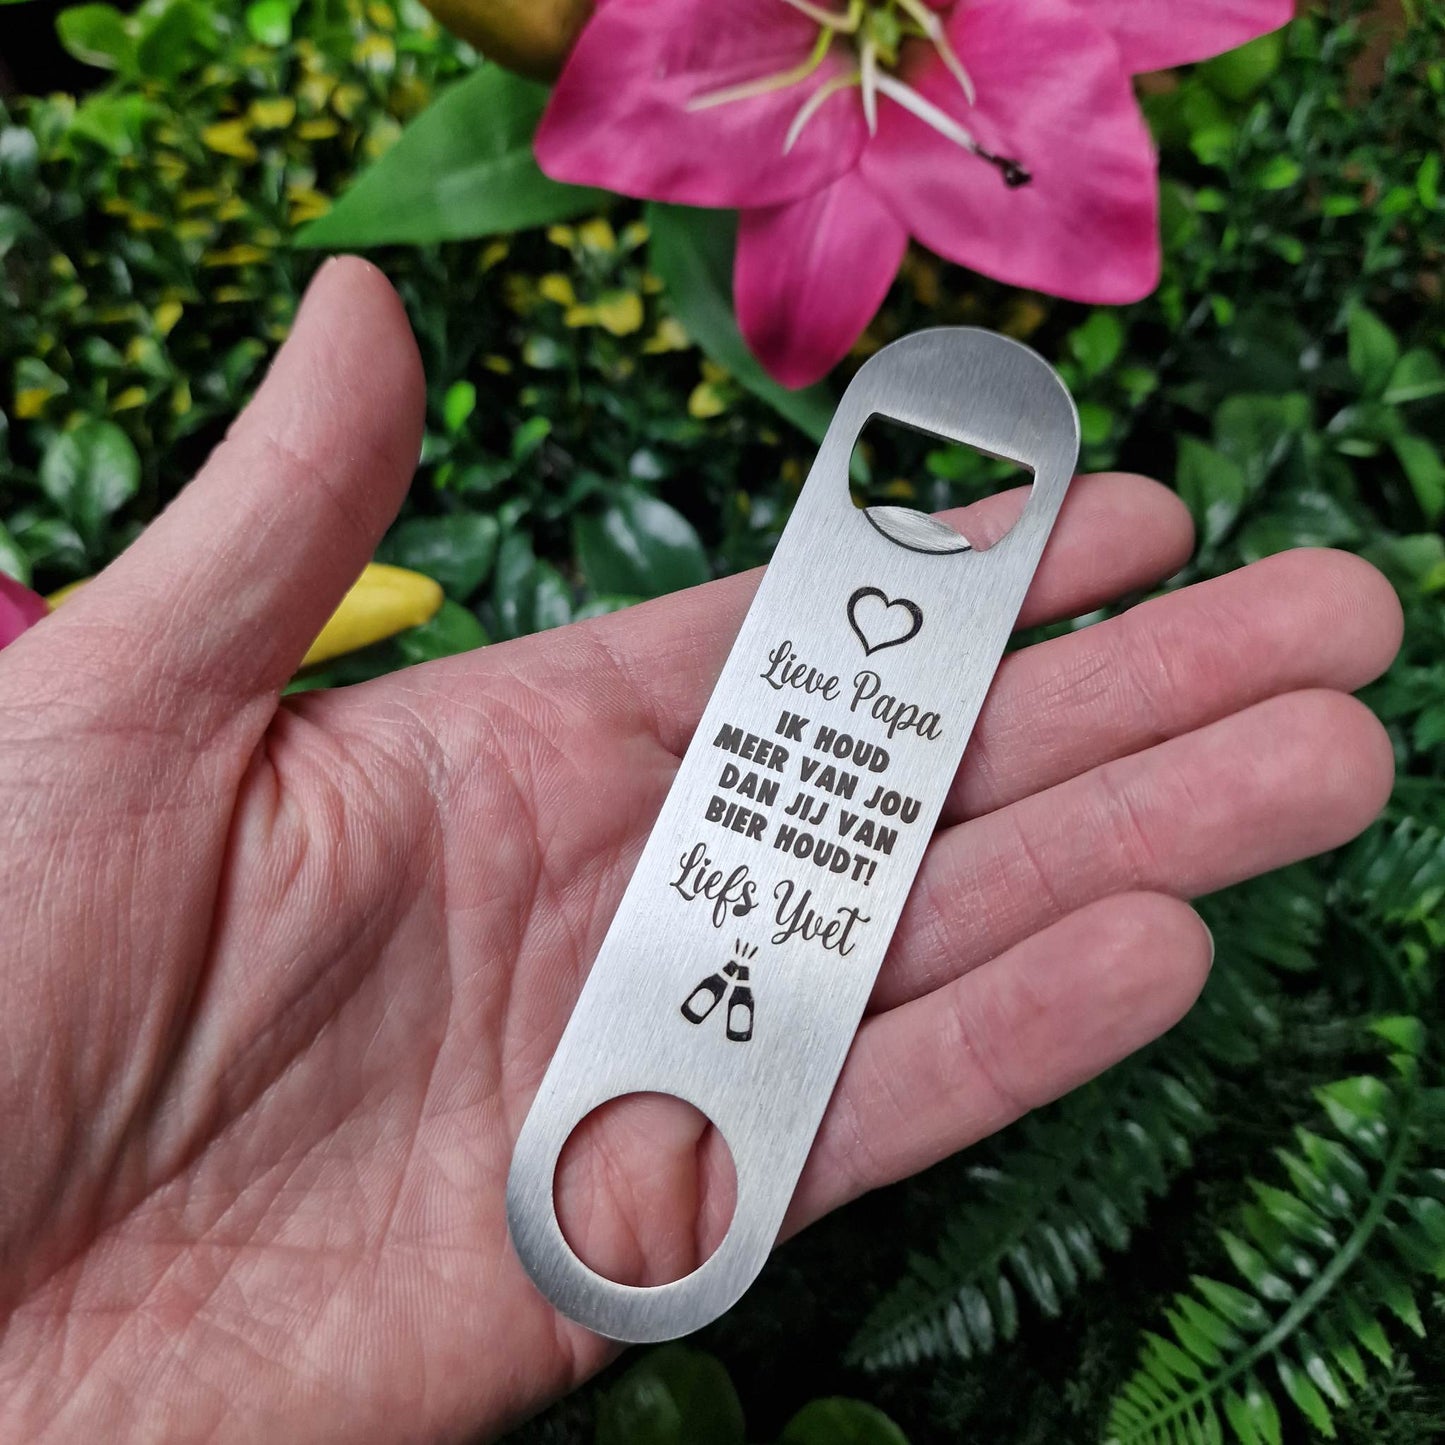 Lieve Papa
IK HOUD
MEER VAN JOU
DAN JIJ VAN
BIER HOUDT!
Liefs Yvet